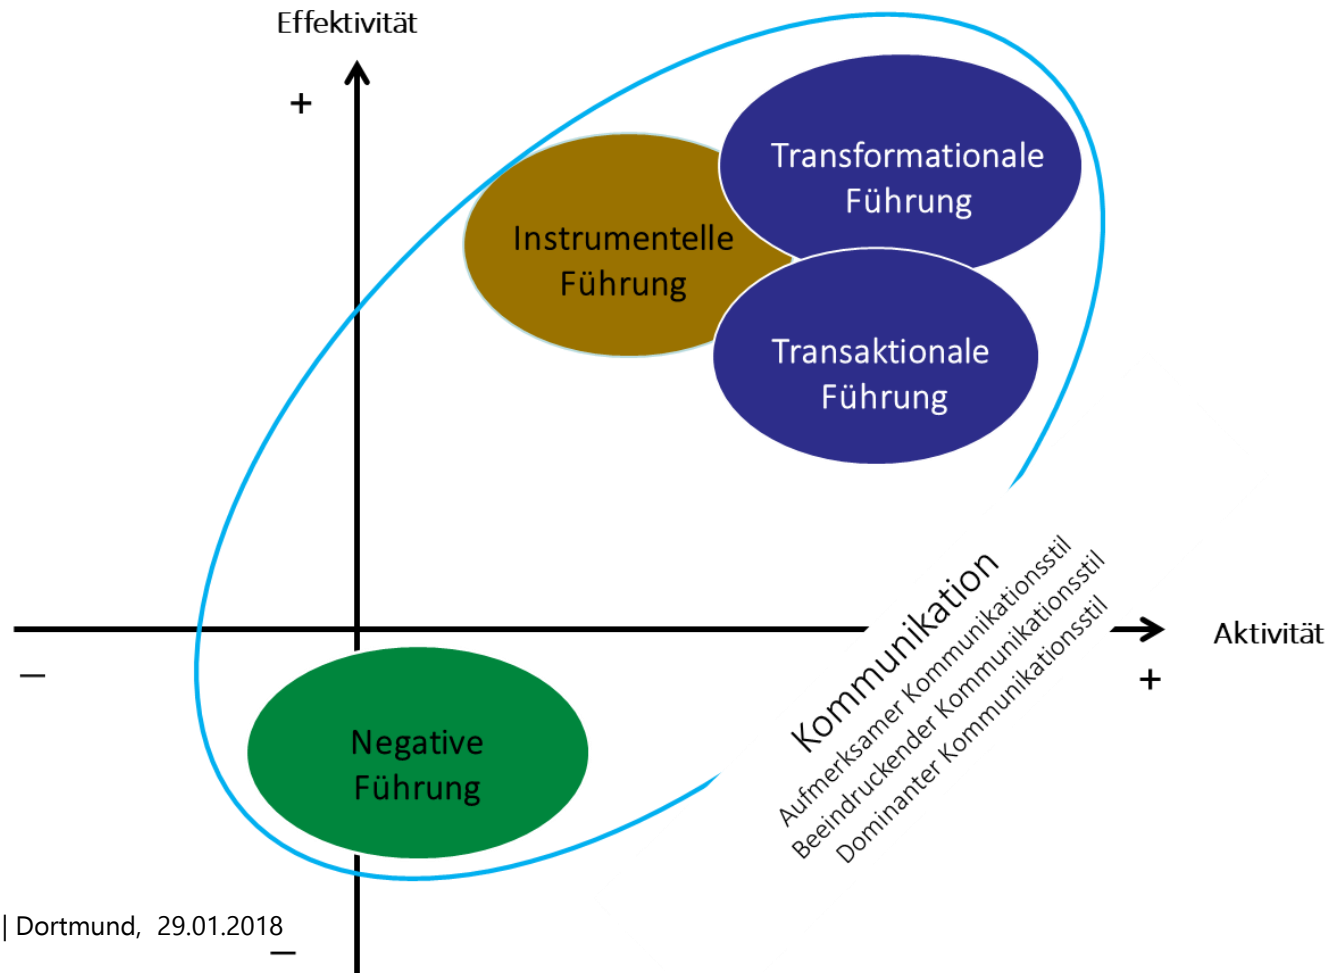 Effektivität
+
Transformationale
Führung
Instrumentelle
Führung
Transaktionale
Führung
Kommunikation
Aufmerksamer Kommunikationsstil
Beeindruckender Kommunikationsstil
Dominanter Kommunikationsstil
Aktivität
–
+
Negative
Führung
| Dortmund, 29.01.2018
–